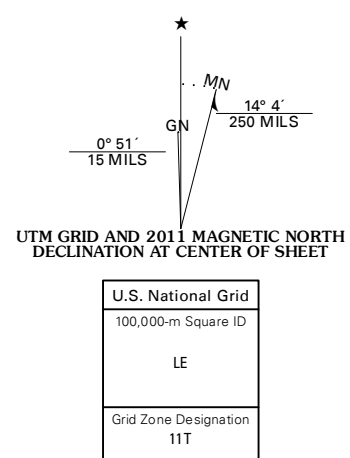 ★
MN
GN
14° 4´
250 MILS
0° 51´
15 MILS
UTM GRID AND 2011 MAGNETIC NORTH
DECLINATION AT CENTER OF SHEET
U.S. National Grid
100,000-m Square ID
LE
Grid Zone Designation
11T